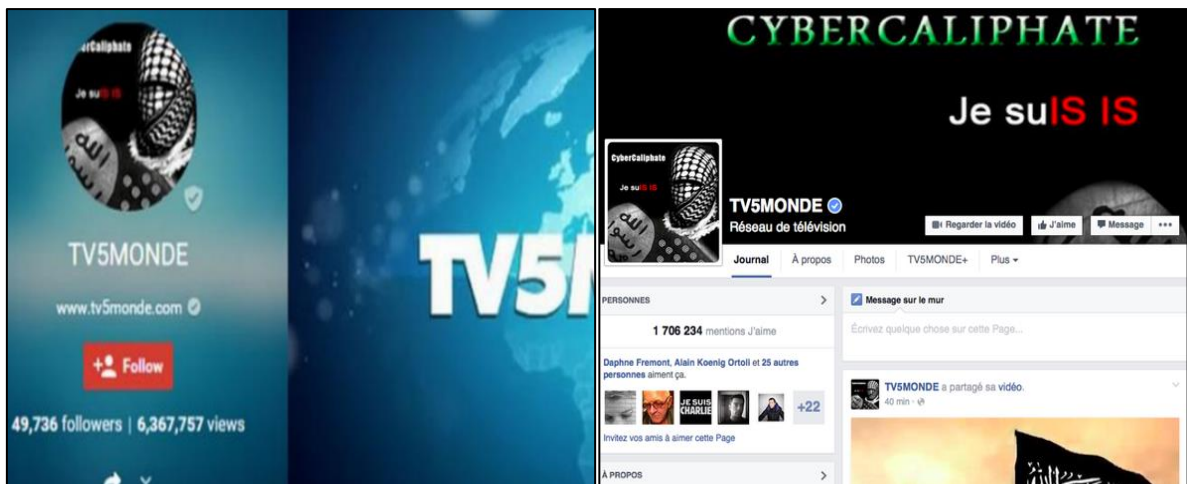 CyberCaliphate
Je suIS IS
TV5MONDE
www.tv5monde.com
+ Follow
49,736 followers | 6,367,757 views
TV5M
CYBERCALIPHATE
Je suIS IS
CyberCaliphate
Je suIS IS
الله
رسول
TV5MONDE
Réseau de télévision
Regarder la vidéo
J'aime
Message
Journal À propos Photos TV5MONDE+ Plus
PERSONNES
1 706 234 mentions J'aime
Daphne Fremont, Alain Koenig Ortoli et 25 autres
personnes aiment ça.
JE SUIS
CHARLIE
+22
Invitez vos amis à aimer cette Page
À PROPOS
Message sur le mur
Écrivez quelque chose sur cette Page...
TV5MONDE a partagé sa vidéo.
40 min